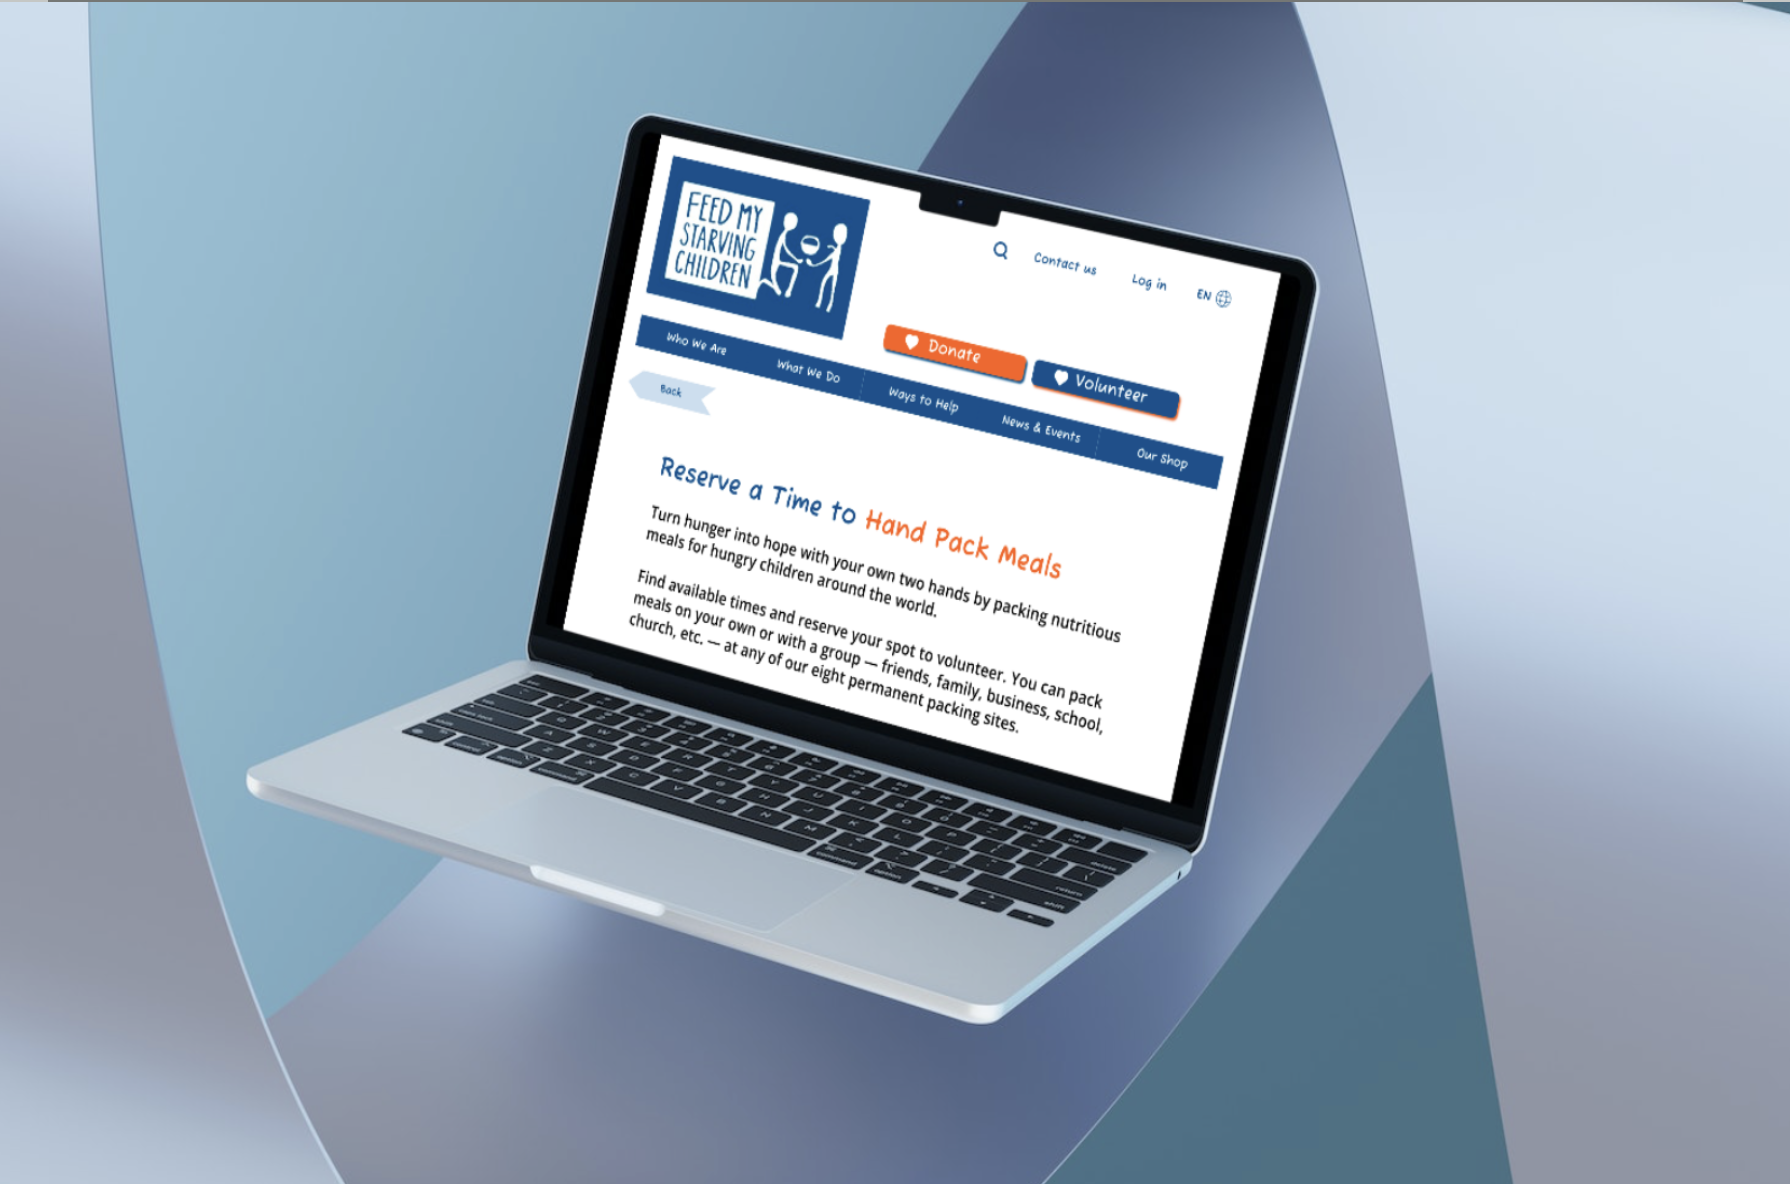 FEED MY
STARVING
CHILDREN
Contact us
Log in
EN
Donate
Volunteer
Who We Are
What We Do
Ways to Help
News & Events
Our Shop
Back
Reserve a Time to Hand Pack Meals
Turn hunger into hope with your own two hands by packing nutritious
meals for hungry children around the world.
Find available times and reserve your spot to volunteer. You can pack
meals on your own or with a group — friends, family, business, school,
church, etc. — at any of our eight permanent packing sites.